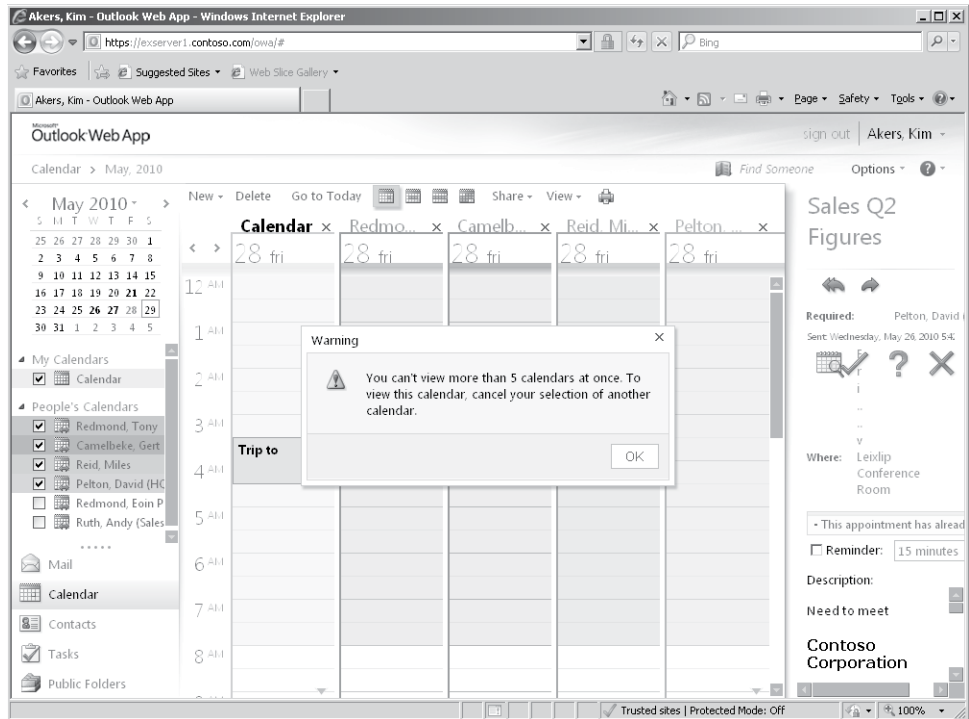 Akers, Kim - Outlook Web App - Windows Internet Explorer
https://exserver1.contoso.com/owa/#
Bing
Favorites Suggested Sites Web Slice Gallery
Akers, Kim - Outlook Web App
Page Safety Tools
Microsoft
Outlook Web App
sign out Akers, Kim
Calendar > May, 2010
Find Someone Options
May 2010
S M T W T F S
25 26 27 28 29 30 1
2 3 4 5 6 7 8
9 10 11 12 13 14 15
16 17 18 19 20 21 22
23 24 25 26 27 28 29
30 31 1 2 3 4 5
My Calendars
Calendar
People's Calendars
Redmond, Tony
Camelbeke, Gert
Reid, Miles
Pelton, David (HC
Redmond, Eoin P
Ruth, Andy (Sales
Mail
Calendar
Contacts
Tasks
Public Folders
New Delete Go to Today Share View
Calendar × Redmo... × Camelb... × Reid, Mi... × Pelton, ... ×
28 fri 28 fri 28 fri 28 fri 28 fri
12 AM
1 AM
2 AM
3 AM
4 AM
5 AM
6 AM
7 AM
8 AM
Trip to
Warning
You can't view more than 5 calendars at once. To
view this calendar, cancel your selection of another
calendar.
OK
Sales Q2
Figures
Required: Pelton, David (
Sent: Wednesday, May 26, 2010 5:4
Where: Leixlip
Conference
Room
- This appointment has alread
Reminder: 15 minutes
Description:
Need to meet
Contoso
Corporation
Trusted sites | Protected Mode: Off
100%